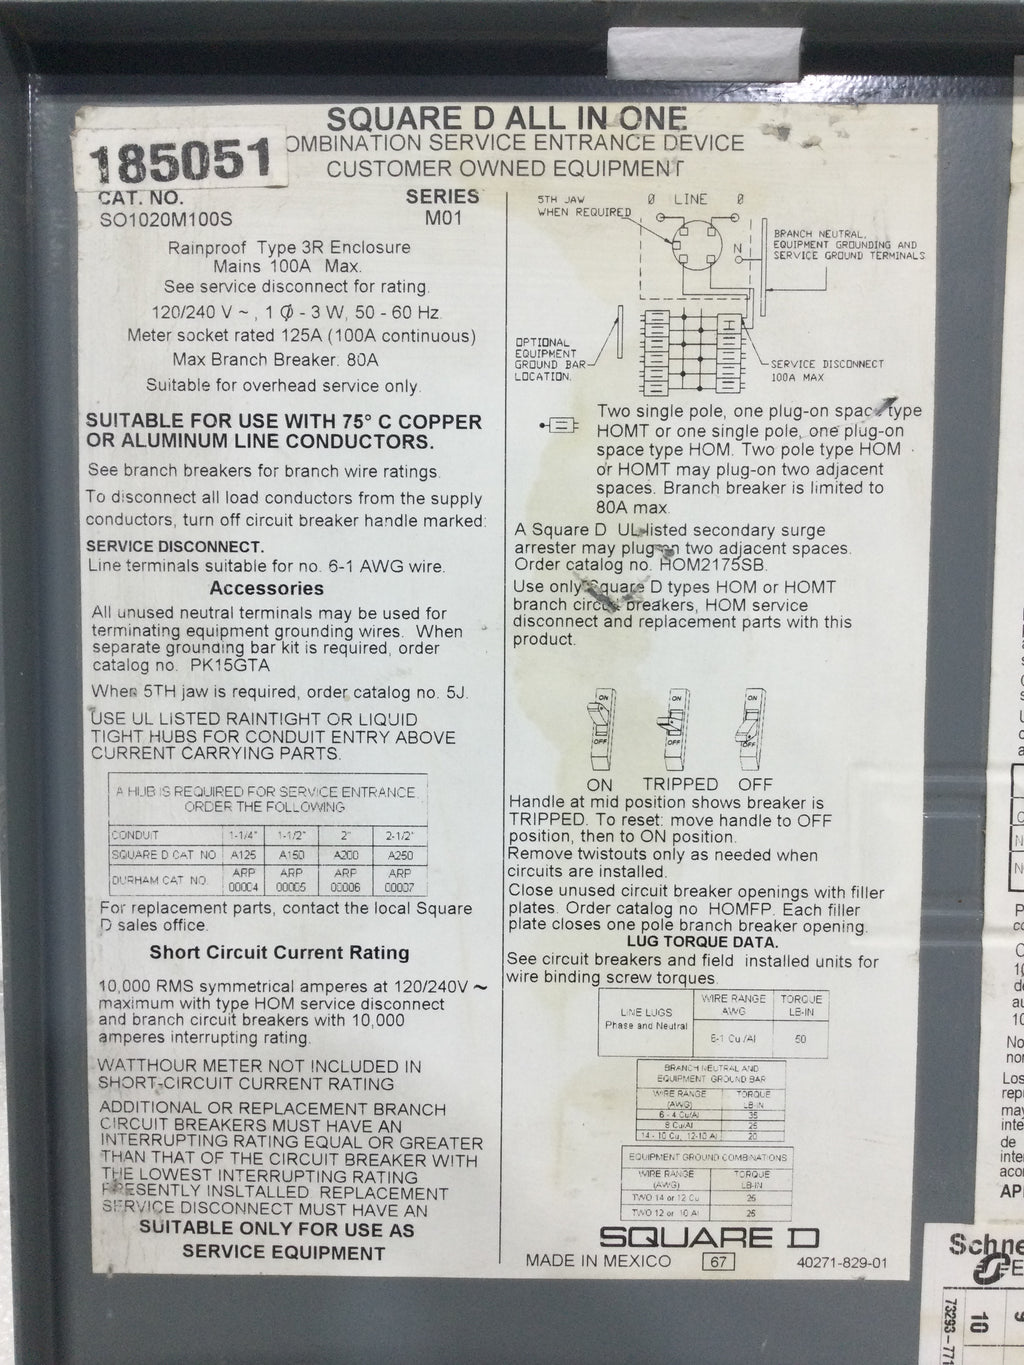 SQUARE D ALL IN ONE
OMBINATION SERVICE ENTRANCE DEVICE
CUSTOMER OWNED EQUIPMENT
185051
CAT. NO.
SO1020M100S
SERIES
M01
Rainproof Type 3R Enclosure
Mains 100A Max.
See service disconnect for rating.
120/240 V ~ , 1 Ø - 3 W, 50 - 60 Hz.
Meter socket rated 125A (100A continuous)
Max Branch Breaker. 80A
Suitable for overhead service only.
SUITABLE FOR USE WITH 75° C COPPER
OR ALUMINUM LINE CONDUCTORS.
See branch breakers for branch wire ratings.
To disconnect all load conductors from the supply
conductors, turn off circuit breaker handle marked:
SERVICE DISCONNECT.
Line terminals suitable for no. 6-1 AWG wire.
Accessories
All unused neutral terminals may be used for
terminating equipment grounding wires. When
separate grounding bar kit is required, order
catalog no. PK15GTA
When 5TH jaw is required, order catalog no. 5J.
USE UL LISTED RAINTIGHT OR LIQUID
TIGHT HUBS FOR CONDUIT ENTRY ABOVE
CURRENT CARRYING PARTS.
A HUB IS REQUIRED FOR SERVICE ENTRANCE.
ORDER THE FOLLOWING
CONDUIT 1-1/4" 1-1/2" 2" 2-1/2"
SQUARE D CAT NO A125 A150 A200 A250
DURHAM CAT NO. ARP 00004 ARP 00005 ARP 00006 ARP 00007
For replacement parts, contact the local Square
D sales office.
Short Circuit Current Rating
10,000 RMS symmetrical amperes at 120/240V ~
maximum with type HOM service disconnect
and branch circuit breakers with 10,000
amperes interrupting rating.
WATTHOUR METER NOT INCLUDED IN
SHORT-CIRCUIT CURRENT RATING
ADDITIONAL OR REPLACEMENT BRANCH
CIRCUIT BREAKERS MUST HAVE AN
INTERRUPTING RATING EQUAL OR GREATER
THAN THAT OF THE CIRCUIT BREAKER WITH
THE LOWEST INTERRUPTING RATING
PRESENTLY INSLTALLED REPLACEMENT
SERVICE DISCONNECT MUST HAVE AN
SUITABLE ONLY FOR USE AS
SERVICE EQUIPMENT
5TH JAW
WHEN REQUIRED
Ø LINE Ø
N
BRANCH NEUTRAL,
EQUIPMENT GROUNDING AND
SERVICE GROUND TERMINALS
OPTIONAL
EQUIPMENT
GROUND BAR
LOCATION.
SERVICE DISCONNECT
100A MAX
Two single pole, one plug-on space type
HOMT or one single pole, one plug-on
space type HOM. Two pole type HOM
or HOMT may plug-on two adjacent
spaces. Branch breaker is limited to
80A max.
A Square D UL listed secondary surge
arrester may plug-on two adjacent spaces.
Order catalog no. HOM2175SB.
Use only Square D types HOM or HOMT
branch circuit breakers, HOM service
disconnect and replacement parts with this
product.
ON ON ON
OFF OFF OFF
ON TRIPPED OFF
Handle at mid position shows breaker is
TRIPPED. To reset: move handle to OFF
position, then to ON position.
Remove twistouts only as needed when
circuits are installed.
Close unused circuit breaker openings with filler
plates. Order catalog no HOMFP. Each filler
plate closes one pole branch breaker opening.
LUG TORQUE DATA.
See circuit breakers and field installed units for
wire binding screw torques.
LINE LUGS
Phase and Neutral
WIRE RANGE AWG TORQUE LB-IN
6-1 Cu/Al 50
BRANCH NEUTRAL AND
EQUIPMENT GROUND BAR
WIRE RANGE (AWG) TORQUE LB-IN
6 - 4 Cu/Al 35
8 Cu/Al 25
14 - 10 Cu, 12-10 Al 20
EQUIPMENT GROUND COMBINATIONS
WIRE RANGE (AWG) TORQUE LB-IN
TWO 14 or 12 Cu 25
TWO 12 or 10 Al 25
SQUARE D
MADE IN MEXICO 67 40271-829-01
Schne
10